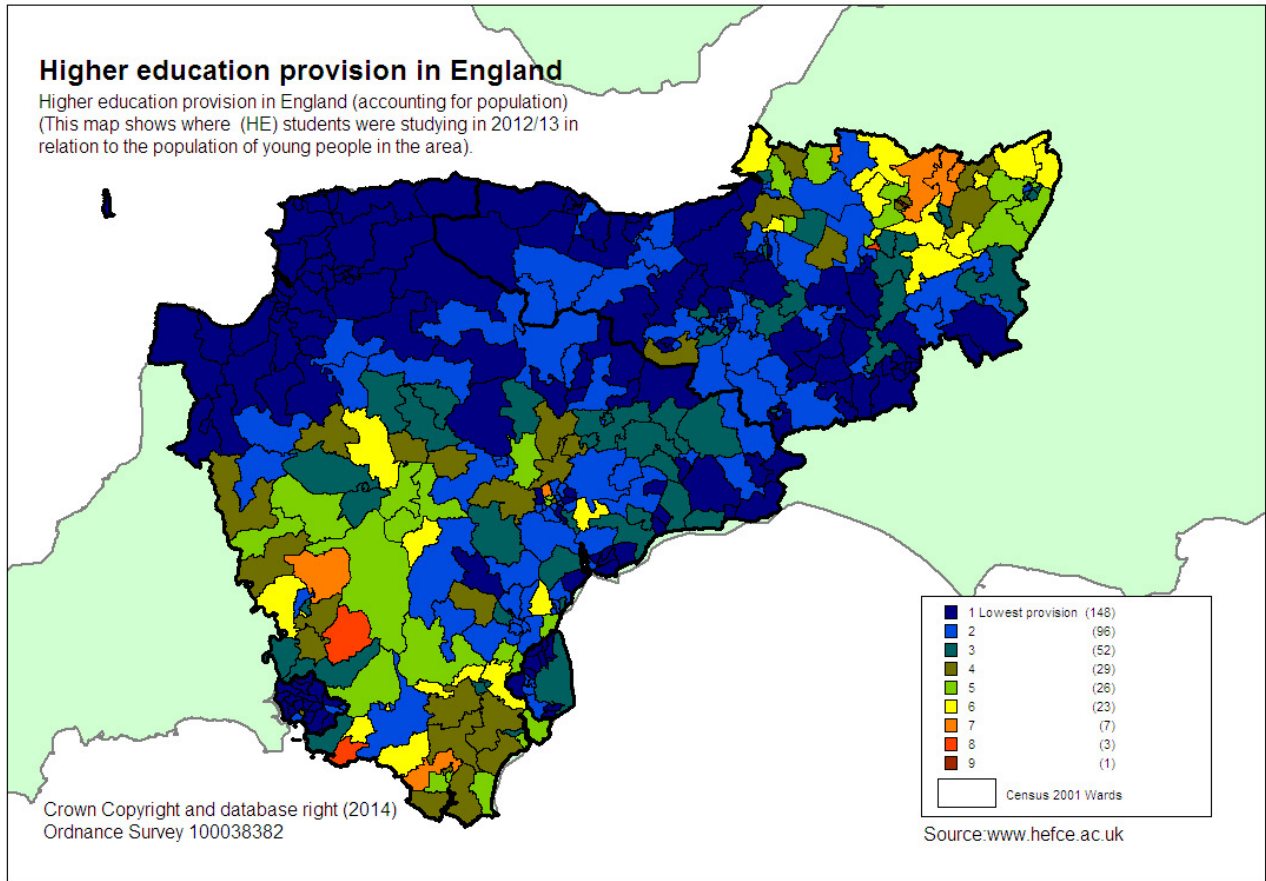 Higher education provision in England
Higher education provision in England (accounting for population)
(This map shows where (HE) students were studying in 2012/13 in
relation to the population of young people in the area).
1 Lowest provision (148)
2 (96)
3 (52)
4 (29)
5 (26)
6 (23)
7 (7)
8 (3)
9 (1)
Census 2001 Wards
Crown Copyright and database right (2014)
Ordnance Survey 100038382
Source:www.hefce.ac.uk